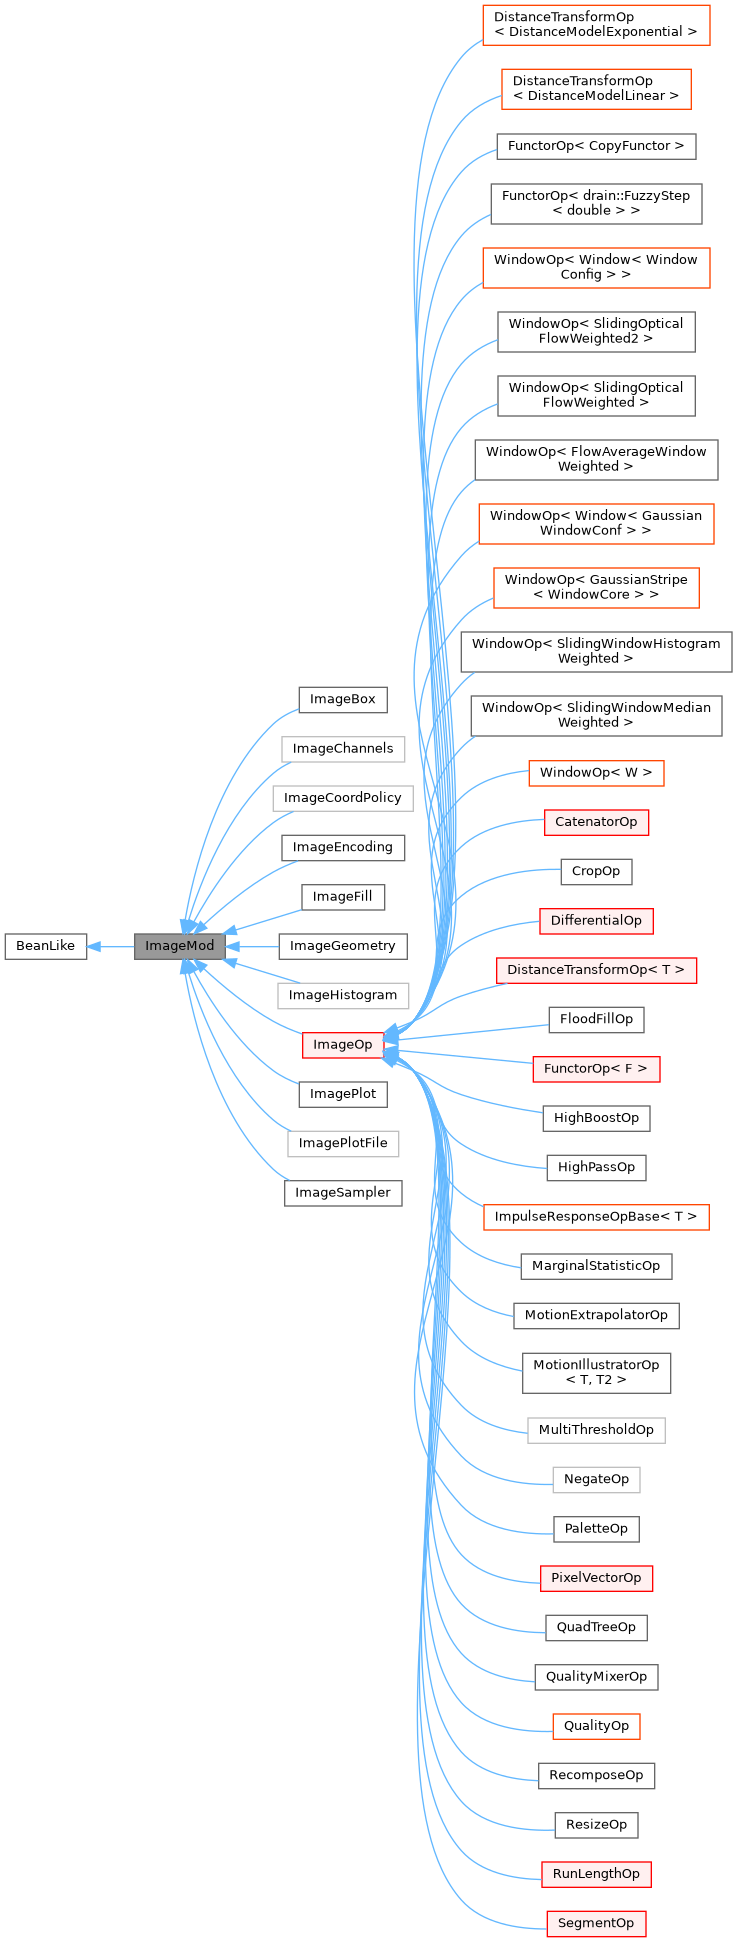 BeanLike
ImageMod
ImageBox
ImageChannels
ImageCoordPolicy
ImageEncoding
ImageFill
ImageGeometry
ImageHistogram
ImageOp
ImagePlot
ImagePlotFile
ImageSampler
DistanceTransformOp
< DistanceModelExponential >
DistanceTransformOp
< DistanceModelLinear >
FunctorOp< CopyFunctor >
FunctorOp< drain::FuzzyStep
< double > >
WindowOp< Window< Window
Config > >
WindowOp< SlidingOptical
FlowWeighted2 >
WindowOp< SlidingOptical
FlowWeighted >
WindowOp< FlowAverageWindow
Weighted >
WindowOp< Window< Gaussian
WindowConf > >
WindowOp< GaussianStripe
< WindowCore > >
WindowOp< SlidingWindowHistogram
Weighted >
WindowOp< SlidingWindowMedian
Weighted >
WindowOp< W >
CatenatorOp
CropOp
DifferentialOp
DistanceTransformOp< T >
FloodFillOp
FunctorOp< F >
HighBoostOp
HighPassOp
ImpulseResponseOpBase< T >
MarginalStatisticOp
MotionExtrapolatorOp
MotionIllustratorOp
< T, T2 >
MultiThresholdOp
NegateOp
PaletteOp
PixelVectorOp
QuadTreeOp
QualityMixerOp
QualityOp
RecomposeOp
ResizeOp
RunLengthOp
SegmentOp